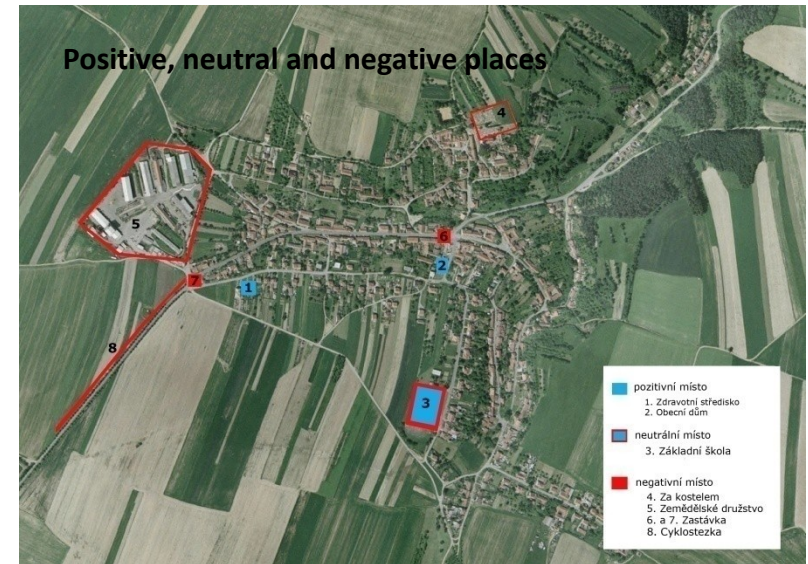 Positive, neutral and negative places
4
5
6
2
7
1
8
3
pozitivní místo
1. Zdravotní středisko
2. Obecní dům
neutrální místo
3. Základní škola
negativní místo
4. Za kostelem
5. Zemědělské družstvo
6. a 7. Zastávka
8. Cyklostezka